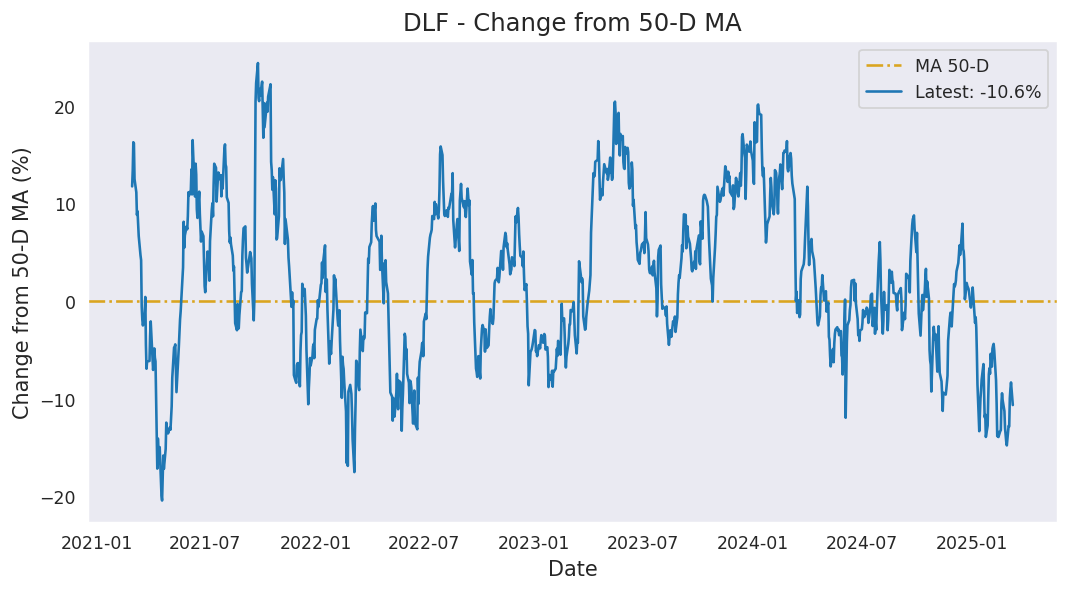 DLF - Change from 50-D MA
MA 50-D
Latest: -10.6%
Change from 50-D MA (%)
20
10
0
−10
−20
2021-01 2021-07 2022-01 2022-07 2023-01 2023-07 2024-01 2024-07 2025-01
Date